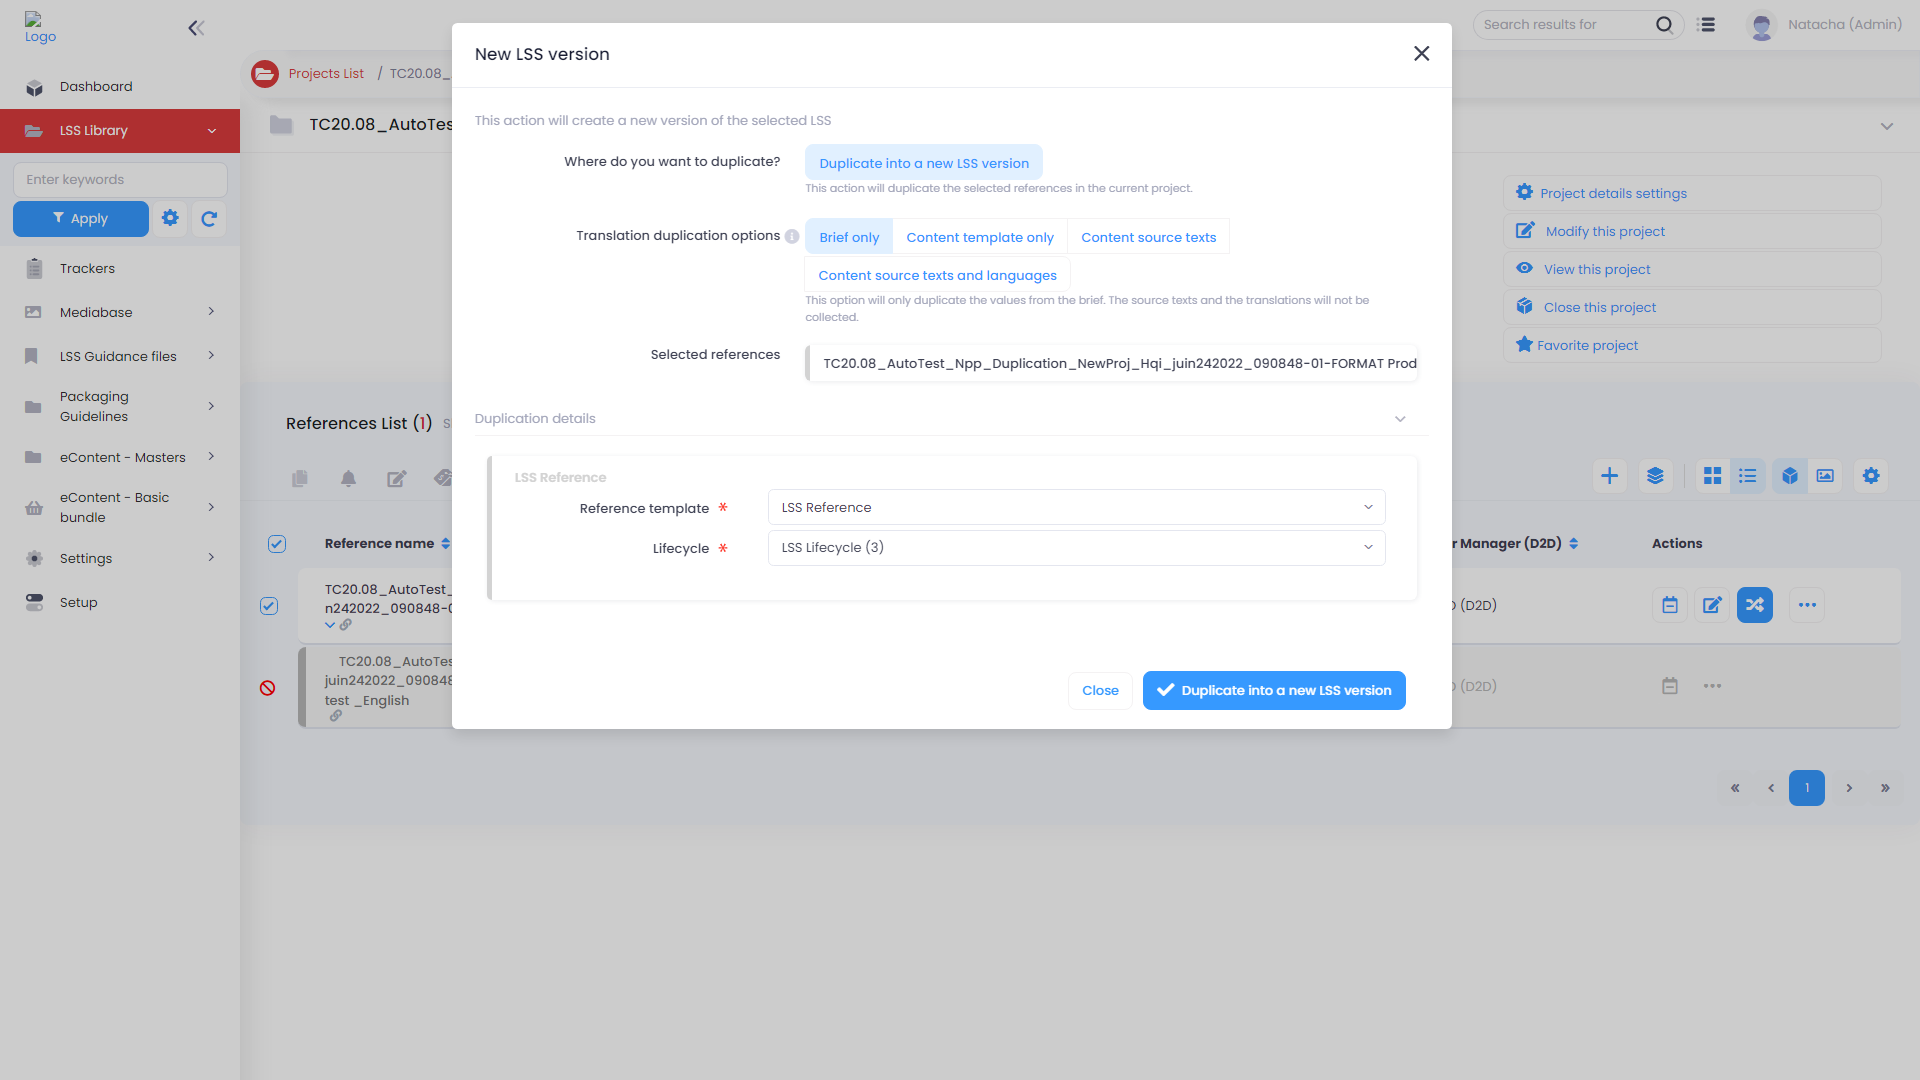 Logo
Dashboard
LSS Library
Enter keywords
Apply
Trackers
Mediabase
LSS Guidance files
Packaging
Guidelines
eContent - Masters
eContent - Basic
bundle
Settings
Setup
Projects List / TC20.08_
TC20.08_AutoTes
Search results for
Natacha (Admin)
New LSS version
This action will create a new version of the selected LSS
Where do you want to duplicate?
Duplicate into a new LSS version
This action will duplicate the selected references in the current project.
Translation duplication options
Brief only
Content template only
Content source texts
Content source texts and languages
This option will only duplicate the values from the brief. The source texts and the translations will not be
collected.
Selected references
TC20.08_AutoTest_Npp_Duplication_NewProj_Hqi_juin242022_090848-01-FORMAT Prod
Duplication details
LSS Reference
Reference template *
LSS Reference
Lifecycle *
LSS Lifecycle (3)
Close
Duplicate into a new LSS version
Project details settings
Modify this project
View this project
Close this project
Favorite project
References List (1)
Reference name
r Manager (D2D)
Actions
TC20.08_AutoTest_
n242022_090848-0
(D2D)
TC20.08_AutoTes
juin242022_090848
test _English
(D2D)
« ‹ 1 › »